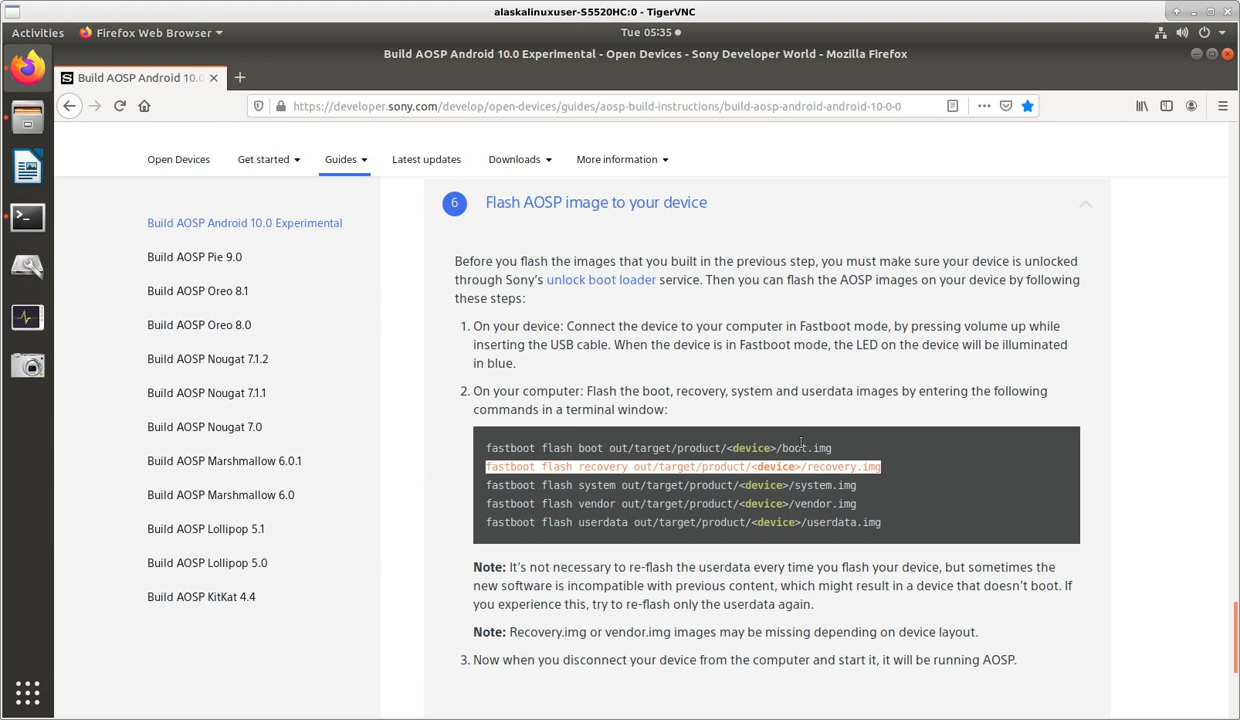 alaskalinuxuser-S5520HC:0 - TigerVNC
Activities
Firefox Web Browser
Tue 05:35
Build AOSP Android 10.0 Experimental - Open Devices - Sony Developer World - Mozilla Firefox
Build AOSP Android 10.0
https://developer.sony.com/develop/open-devices/guides/aosp-build-instructions/build-aosp-android-android-10-0-0
Open Devices
Get started
Guides
Latest updates
Downloads
More information
Build AOSP Android 10.0 Experimental
Build AOSP Pie 9.0
Build AOSP Oreo 8.1
Build AOSP Oreo 8.0
Build AOSP Nougat 7.1.2
Build AOSP Nougat 7.1.1
Build AOSP Nougat 7.0
Build AOSP Marshmallow 6.0.1
Build AOSP Marshmallow 6.0
Build AOSP Lollipop 5.1
Build AOSP Lollipop 5.0
Build AOSP KitKat 4.4
6 Flash AOSP image to your device
Before you flash the images that you built in the previous step, you must make sure your device is unlocked
through Sony's unlock boot loader service. Then you can flash the AOSP images on your device by following
these steps:
1. On your device: Connect the device to your computer in Fastboot mode, by pressing volume up while
inserting the USB cable. When the device is in Fastboot mode, the LED on the device will be illuminated
in blue.
2. On your computer: Flash the boot, recovery, system and userdata images by entering the following
commands in a terminal window:
fastboot flash boot out/target/product/<device>/boot.img
fastboot flash recovery out/target/product/<device>/recovery.img
fastboot flash system out/target/product/<device>/system.img
fastboot flash vendor out/target/product/<device>/vendor.img
fastboot flash userdata out/target/product/<device>/userdata.img
Note: It's not necessary to re-flash the userdata every time you flash your device, but sometimes the
new software is incompatible with previous content, which might result in a device that doesn't boot. If
you experience this, try to re-flash only the userdata again.
Note: Recovery.img or vendor.img images may be missing depending on device layout.
3. Now when you disconnect your device from the computer and start it, it will be running AOSP.